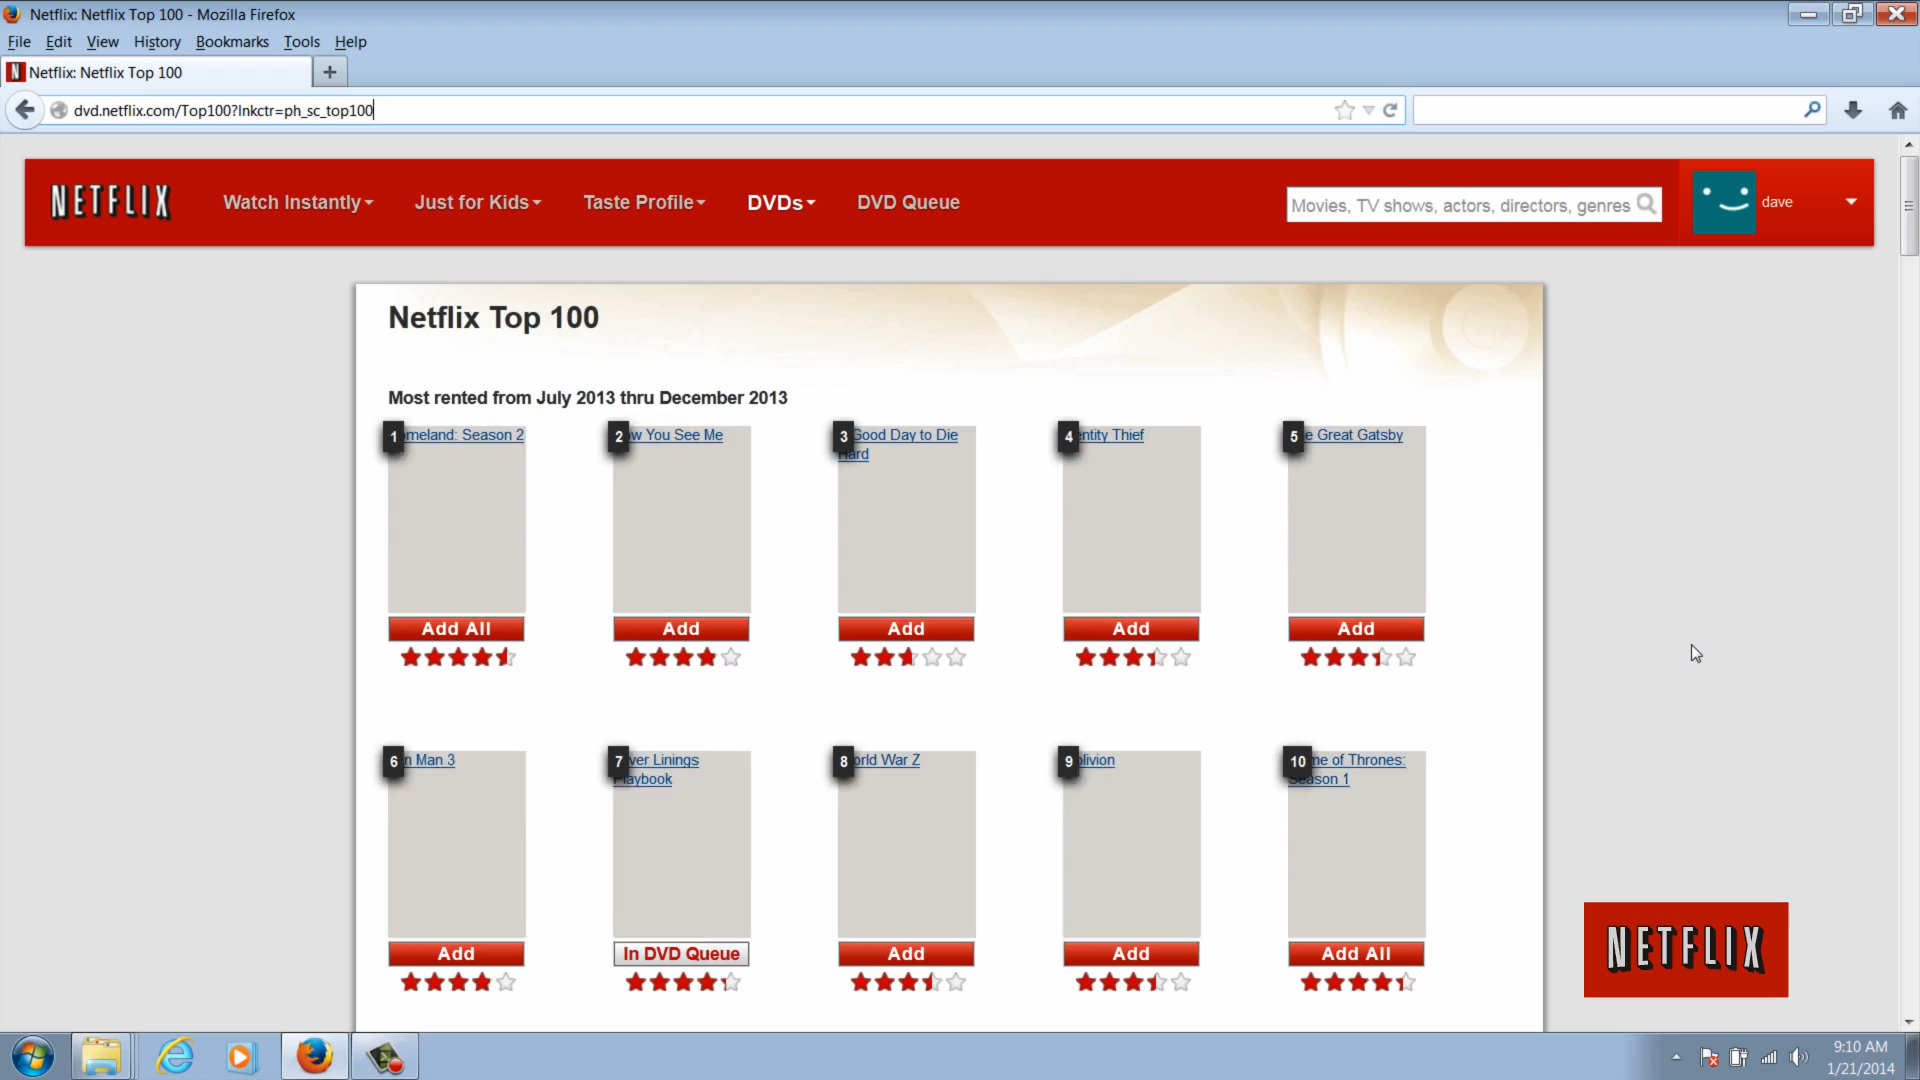 Netflix: Netflix Top 100 - Mozilla Firefox
File Edit View History Bookmarks Tools Help
Netflix: Netflix Top 100
dvd.netflix.com/Top100?lnkctr=ph_sc_top100
NETFLIX Watch Instantly Just for Kids Taste Profile DVDs DVD Queue Movies, TV shows, actors, directors, genres dave
Netflix Top 100
Most rented from July 2013 thru December 2013
1 meland: Season 2
2 w You See Me
3 Good Day to Die
Hard
4 entity Thief
5 e Great Gatsby
Add All Add Add Add Add
6 n Man 3
7 ver Linings
Playbook
8 orld War Z
9 blivion
10 me of Thrones:
Season 1
Add In DVD Queue Add Add Add All
NETFLIX
9:10 AM
1/21/2014